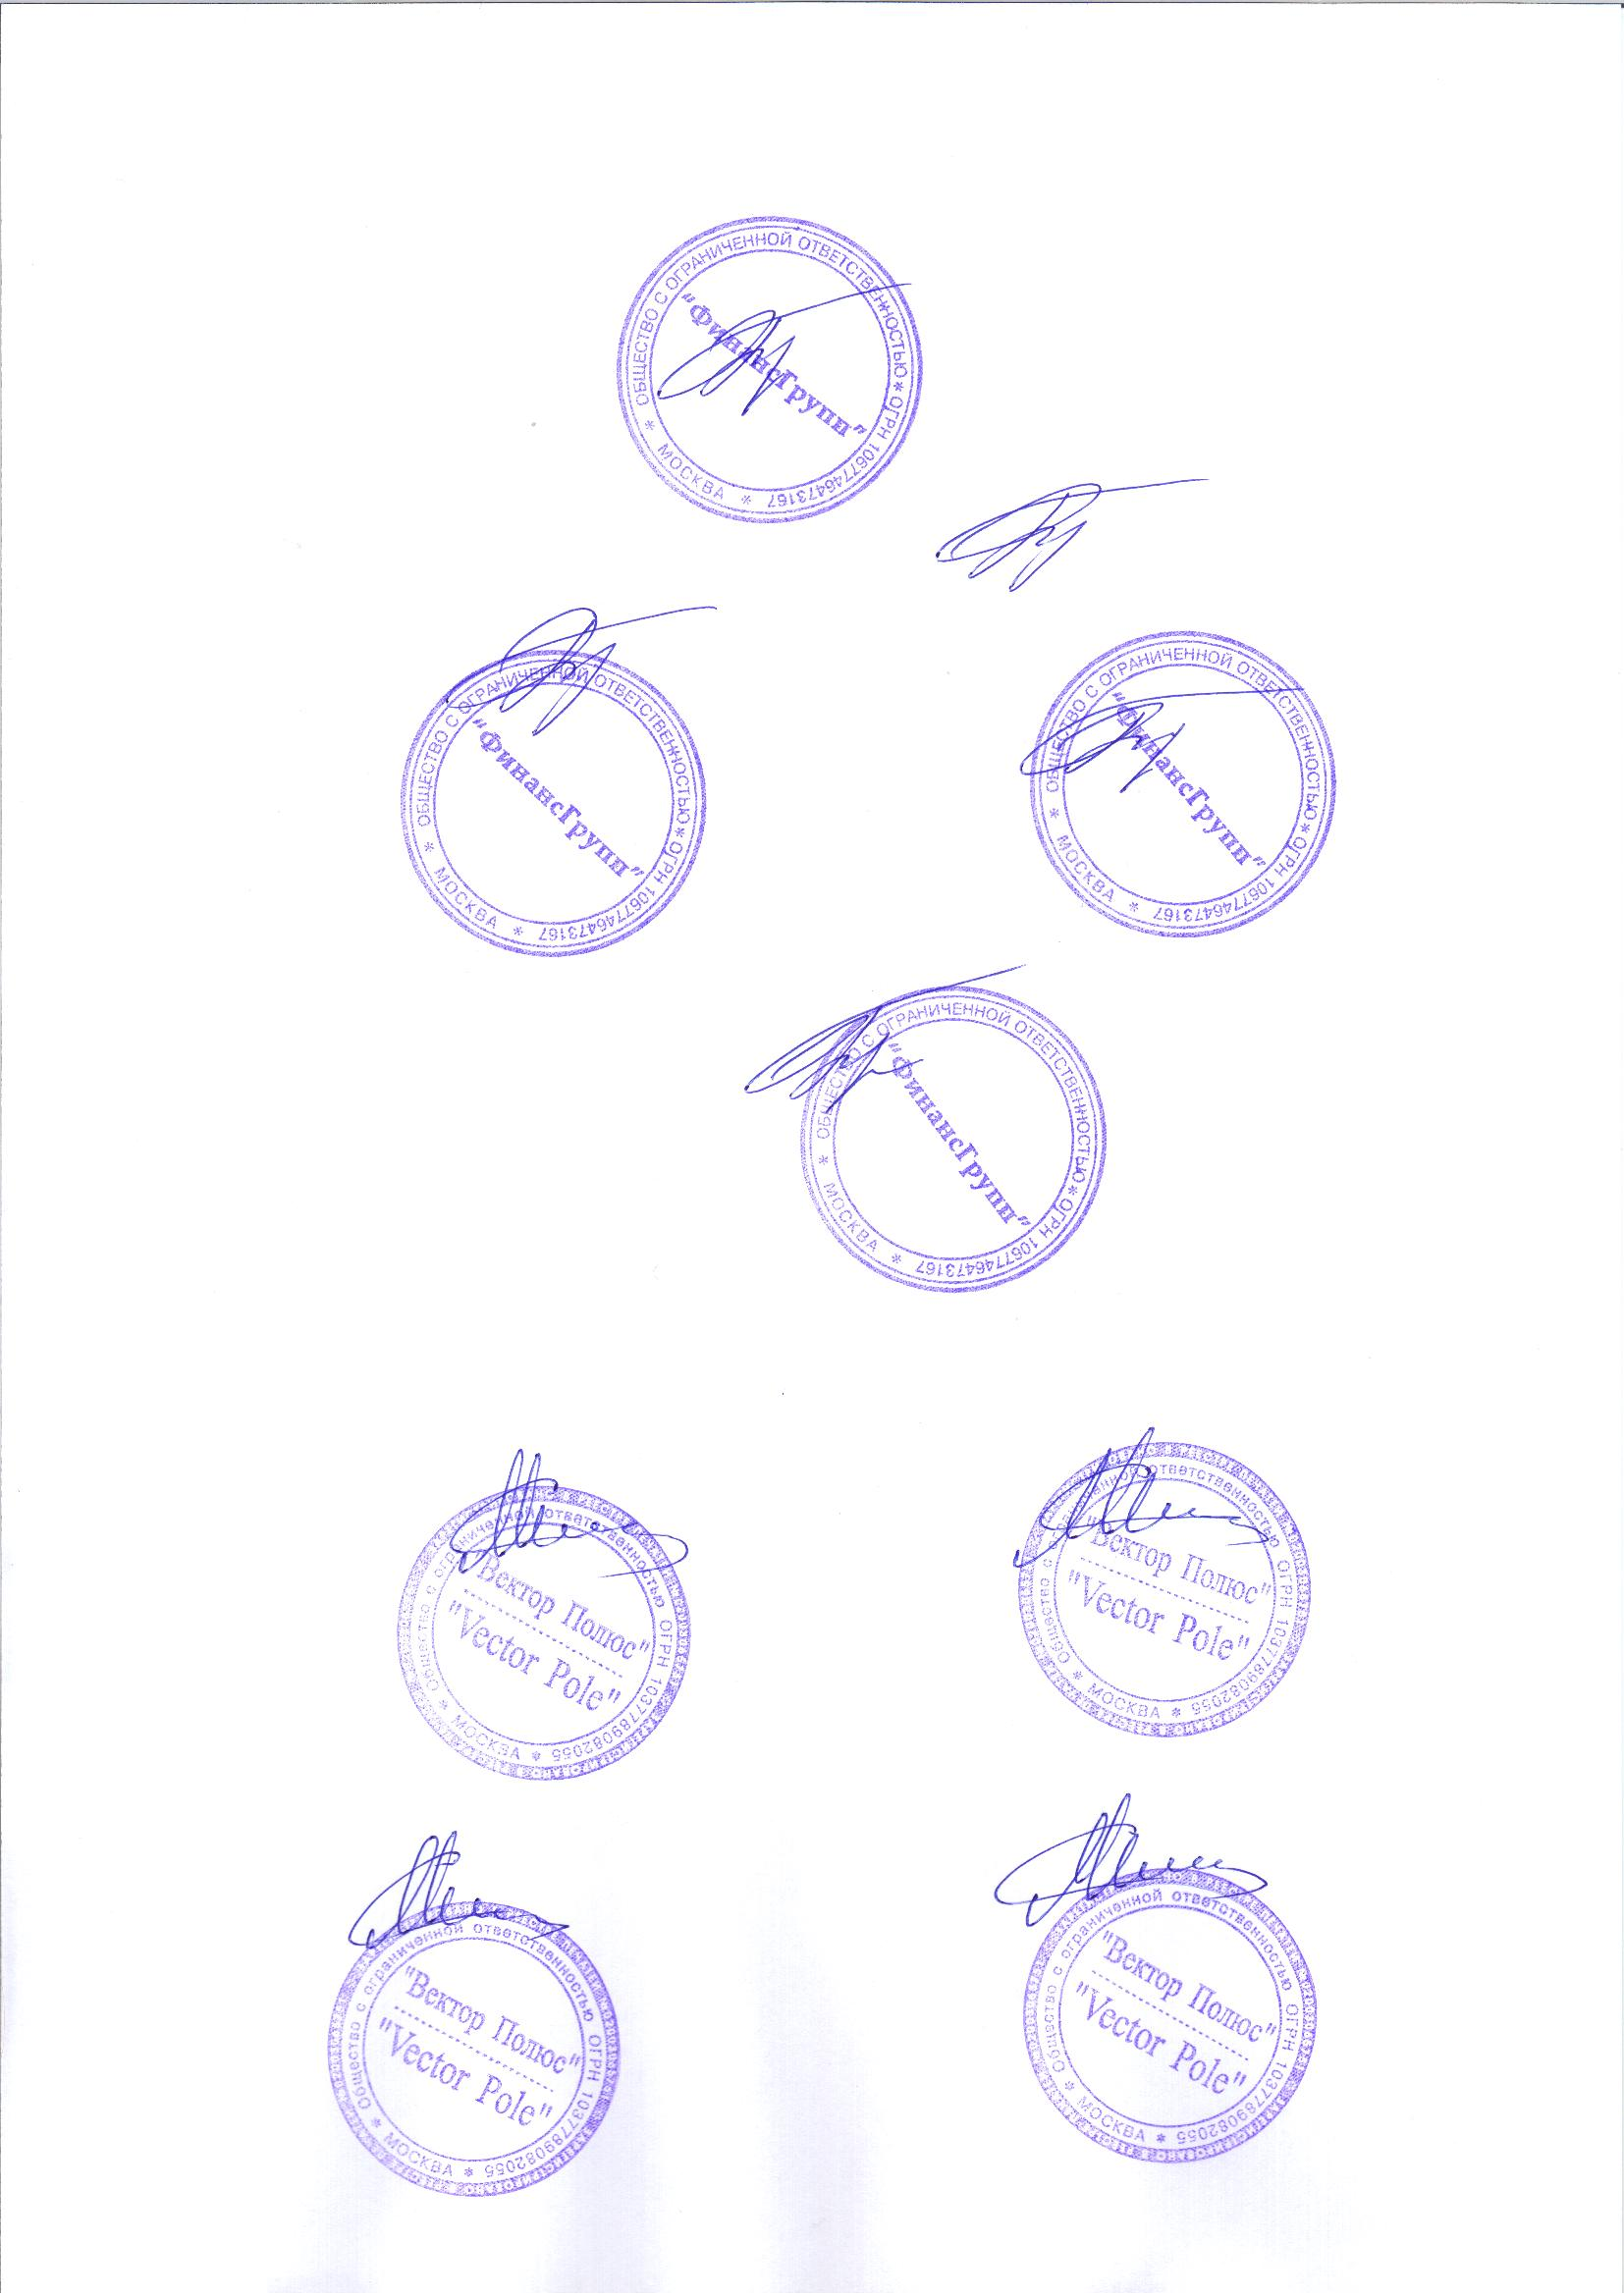 ОБЩЕСТВО С ОГРАНИЧЕННОЙ ОТВЕТСТВЕННОСТЬЮ * ОГРН 1067746473167 * МОСКВА *
"ФинансГрупп"
ОБЩЕСТВО С ОГРАНИЧЕННОЙ ОТВЕТСТВЕННОСТЬЮ * ОГРН 1067746473167 * МОСКВА *
"ФинансГрупп"
ОБЩЕСТВО С ОГРАНИЧЕННОЙ ОТВЕТСТВЕННОСТЬЮ * ОГРН 1067746473167 * МОСКВА *
"ФинансГрупп"
ОБЩЕСТВО С ОГРАНИЧЕННОЙ ОТВЕТСТВЕННОСТЬЮ * ОГРН 1067746473167 * МОСКВА *
"ФинансГрупп"
Общество с ограниченной ответственностью ОГРН 1037789082055 * МОСКВА *
"Вектор Полюс"
"Vector Pole"
Общество с ограниченной ответственностью ОГРН 1037789082055 * МОСКВА *
"Вектор Полюс"
"Vector Pole"
Общество с ограниченной ответственностью ОГРН 1037789082055 * МОСКВА *
"Вектор Полюс"
"Vector Pole"
Общество с ограниченной ответственностью ОГРН 1037789082055 * МОСКВА *
"Вектор Полюс"
"Vector Pole"